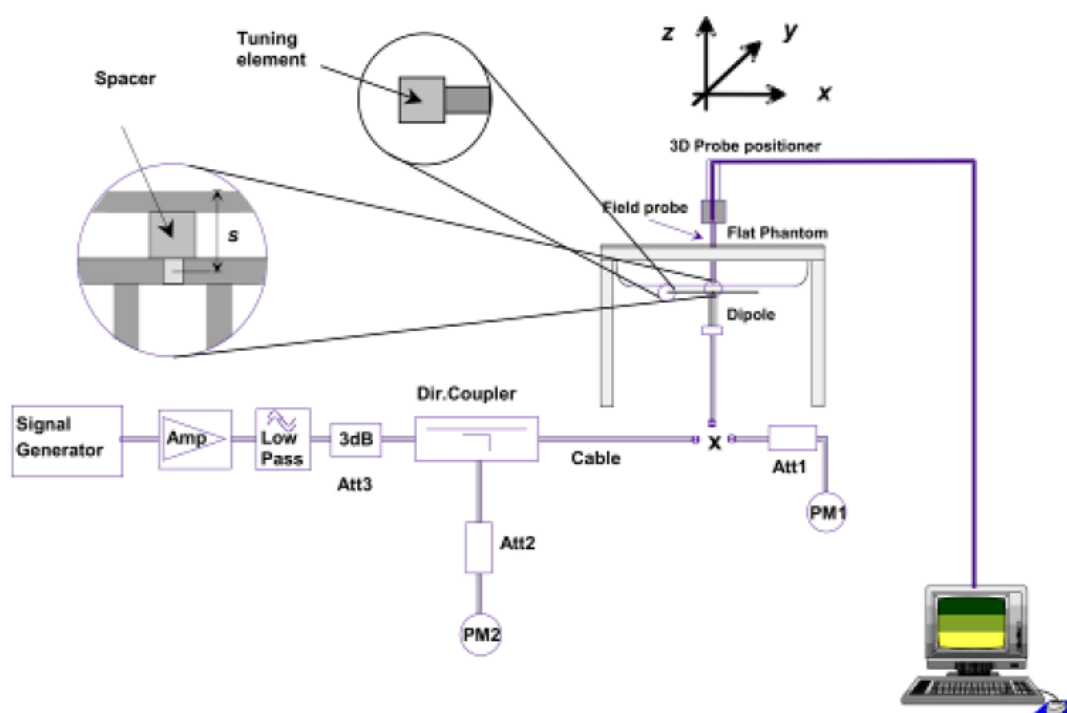 Tuning
element
Spacer
s
z
y
x
3D Probe positioner
Field probe
Flat Phantom
Dipole
Dir.Coupler
Signal
Generator
Amp
Low
Pass
3dB
Att3
Cable
x
Att1
PM1
Att2
PM2